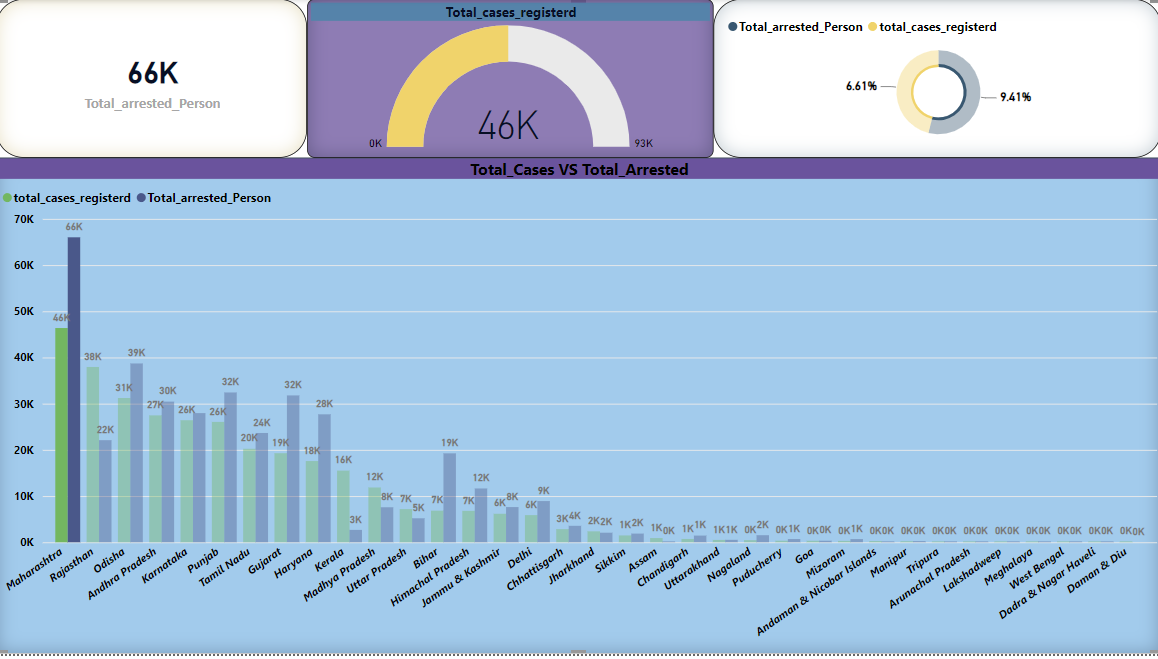 66K
Total_arrested_Person
Total_cases_registerd
46K
0K
93K
Total_arrested_Person total_cases_registerd
6.61%
9.41%
Total_Cases VS Total_Arrested
total_cases_registerd Total_arrested_Person
70K
60K
50K
40K
30K
20K
10K
0K
46K 66K
38K 22K
31K 39K
27K 30K
26K
26K 32K
20K 24K
19K 32K
18K 28K
16K 3K
12K 8K
7K 5K
7K 19K
7K 12K
6K 8K
6K 9K
3K 4K
2K 2K
1K 2K
1K 0K
1K 1K
1K 1K
0K 2K
0K 1K
0K 0K
0K 1K
0K 0K
0K 0K
0K 0K
0K 0K
0K 0K
0K 0K
0K 0K
0K 0K
0K 0K
Maharashtra
Rajasthan
Odisha
Andhra Pradesh
Karnataka
Punjab
Tamil Nadu
Gujarat
Haryana
Kerala
Madhya Pradesh
Uttar Pradesh
Bihar
Himachal Pradesh
Jammu & Kashmir
Delhi
Chhattisgarh
Jharkhand
Sikkim
Assam
Chandigarh
Uttarakhand
Nagaland
Puducherry
Goa
Mizoram
Andaman & Nicobar Islands
Manipur
Tripura
Arunachal Pradesh
Lakshadweep
Meghalaya
West Bengal
Dadra & Nagar Haveli
Daman & Diu